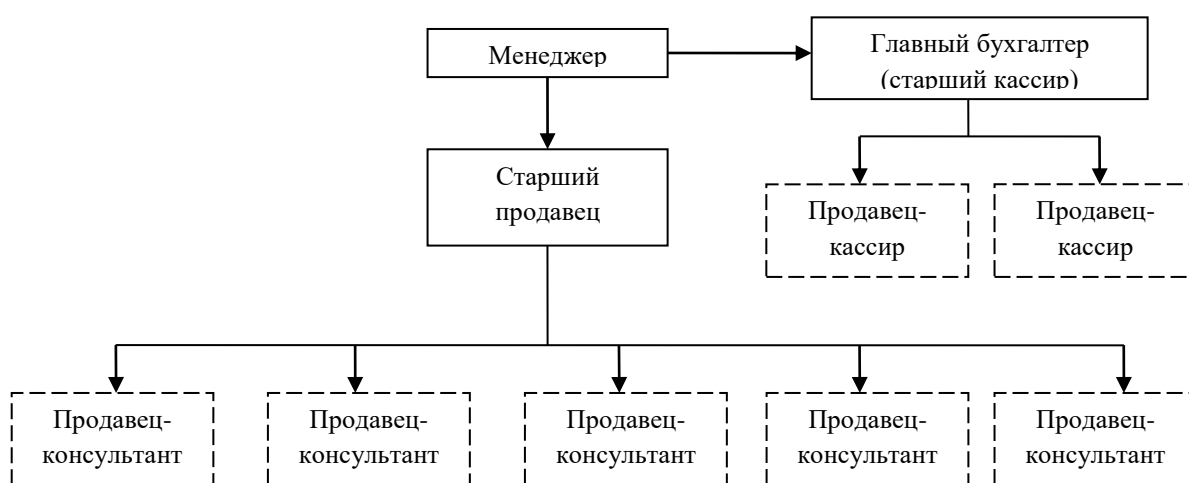 Менеджер
Главный бухгалтер
(старший кассир)
Старший
продавец
Продавец-
кассир
Продавец-
кассир
Продавец-
консультант
Продавец-
консультант
Продавец-
консультант
Продавец-
консультант
Продавец-
консультант